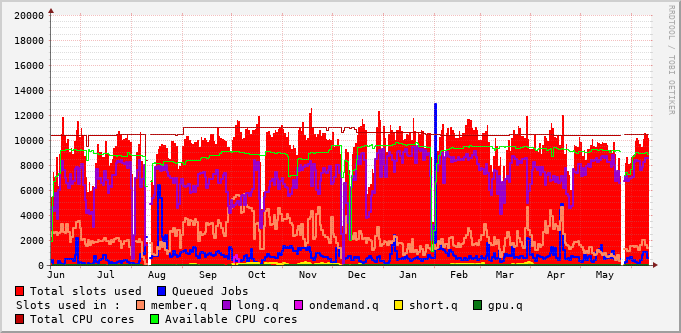 20000
18000
16000
14000
12000
10000
8000
6000
4000
2000
0
Jun Jul Aug Sep Oct Nov Dec Jan Feb Mar Apr May
RRDTOOL / TOBI OETIKER
Total slots used Queued Jobs
Slots used in : member.q long.q ondemand.q short.q gpu.q
Total CPU cores Available CPU cores